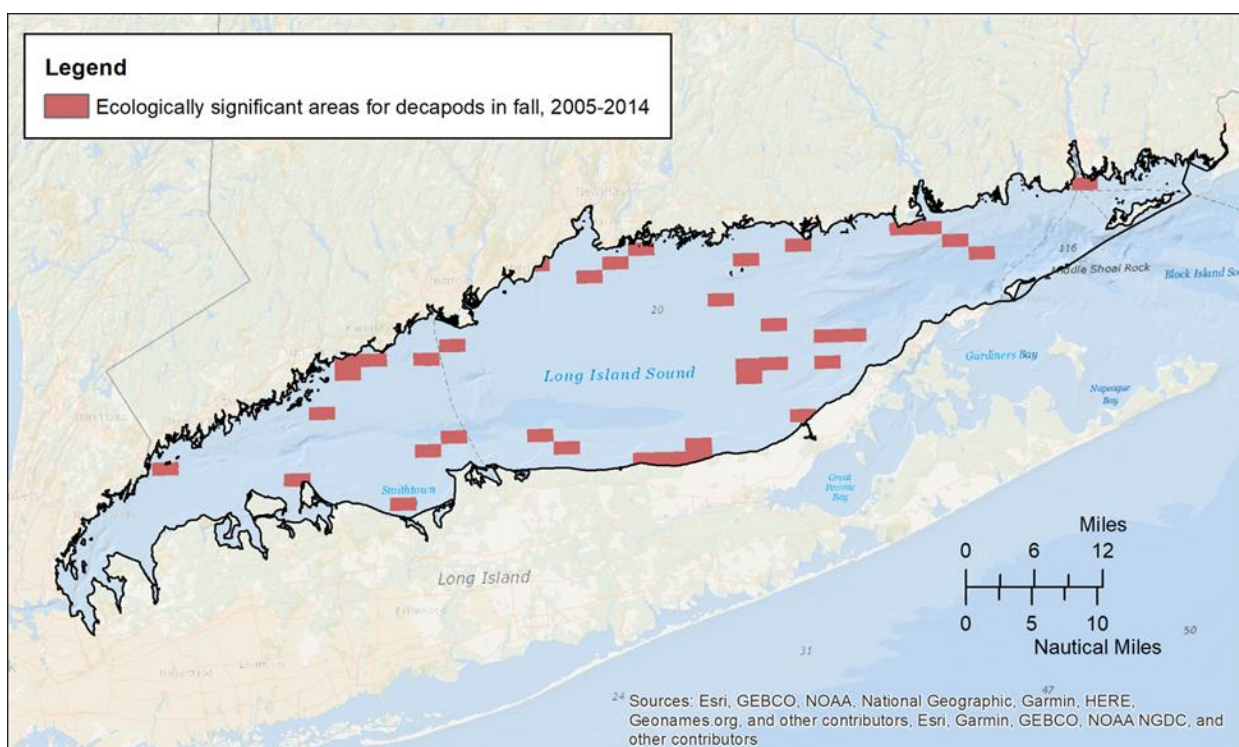 Legend
Ecologically significant areas for decapods in fall, 2005-2014
116
Middle Shoal Rock
Block Island So
20
Gardiners Bay
Long Island Sound
Napeague
Bay
Great
Peconic
Bay
Smithtown
Long Island
Miles
0 6 12
0 5 10
Nautical Miles
50
31
47
24
Sources: Esri, GEBCO, NOAA, National Geographic, Garmin, HERE,
Geonames.org, and other contributors, Esri, Garmin, GEBCO, NOAA NGDC, and
other contributors